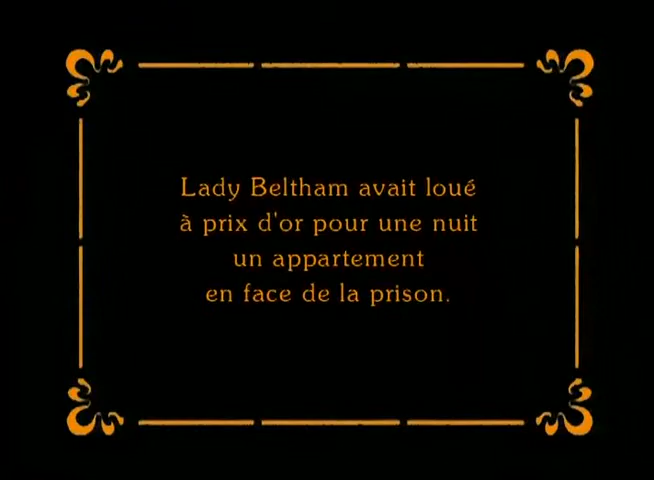 Lady Beltham avait loué
à prix d'or pour une nuit
un appartement
en face de la prison.